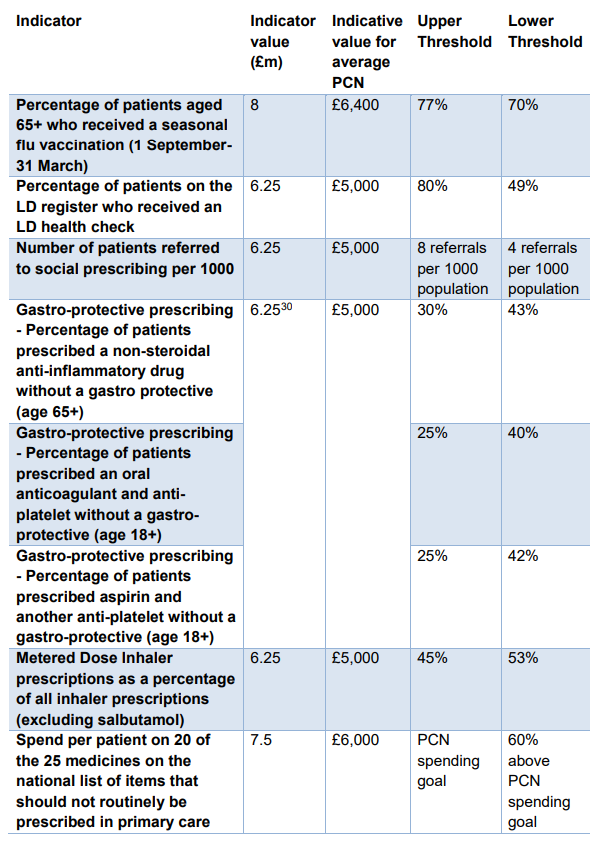 Indicator
Indicator
value
(£m)
Indicative
value for
average
PCN
Upper
Threshold
Lower
Threshold
Percentage of patients aged
65+ who received a seasonal
flu vaccination (1 September-
31 March)
8
£6,400
77%
70%
Percentage of patients on the
LD register who received an
LD health check
6.25
£5,000
80%
49%
Number of patients referred
to social prescribing per 1000
6.25
£5,000
8 referrals
per 1000
population
4 referrals
per 1000
population
Gastro-protective prescribing
- Percentage of patients
prescribed a non-steroidal
anti-inflammatory drug
without a gastro protective
(age 65+)
6.25³⁰
£5,000
30%
43%
Gastro-protective prescribing
- Percentage of patients
prescribed an oral
anticoagulant and anti-
platelet without a gastro-
protective (age 18+)
25%
40%
Gastro-protective prescribing
- Percentage of patients
prescribed aspirin and
another anti-platelet without a
gastro-protective (age 18+)
25%
42%
Metered Dose Inhaler
prescriptions as a percentage
of all inhaler prescriptions
(excluding salbutamol)
6.25
£5,000
45%
53%
Spend per patient on 20 of
the 25 medicines on the
national list of items that
should not routinely be
prescribed in primary care
7.5
£6,000
PCN
spending
goal
60%
above
PCN
spending
goal